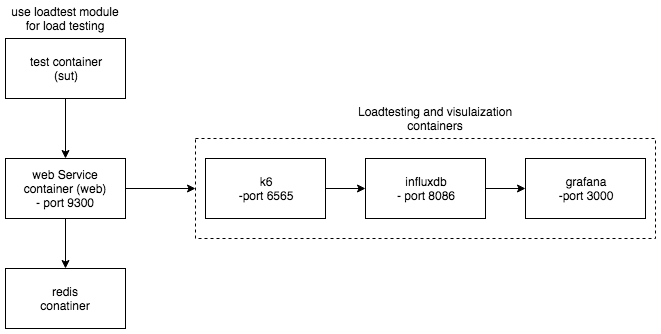 use loadtest module
for load testing
test container
(sut)
Loadtesting and visulaization
containers
web Service
container (web)
- port 9300
k6
-port 6565
influxdb
- port 8086
grafana
-port 3000
redis
conatiner